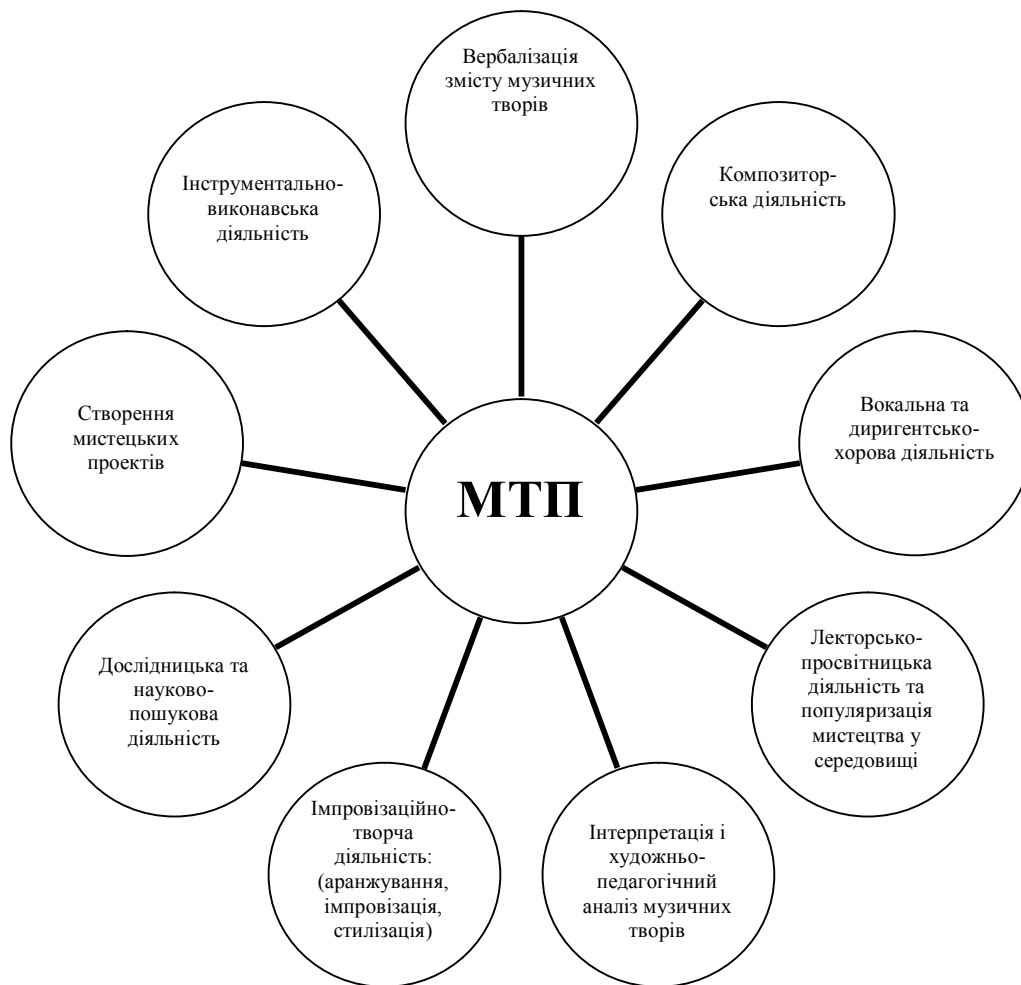 Вербалізація
змісту музичних
творів
Композитор-
ська діяльність
Вокальна та
диригентсько-
хорова діяльність
Лекторсько-
просвітницька
діяльність та
популяризація
мистецтва у
середовищі
Інтерпретація і
художньо-
педагогічний
аналіз музичних
творів
Імпровізаційно-
творча
діяльність:
(аранжування,
імпровізація,
стилізація)
Дослідницька та
науково-
пошукова
діяльність
Створення
мистецьких
проектів
Інструментально-
виконавська
діяльність
МТП